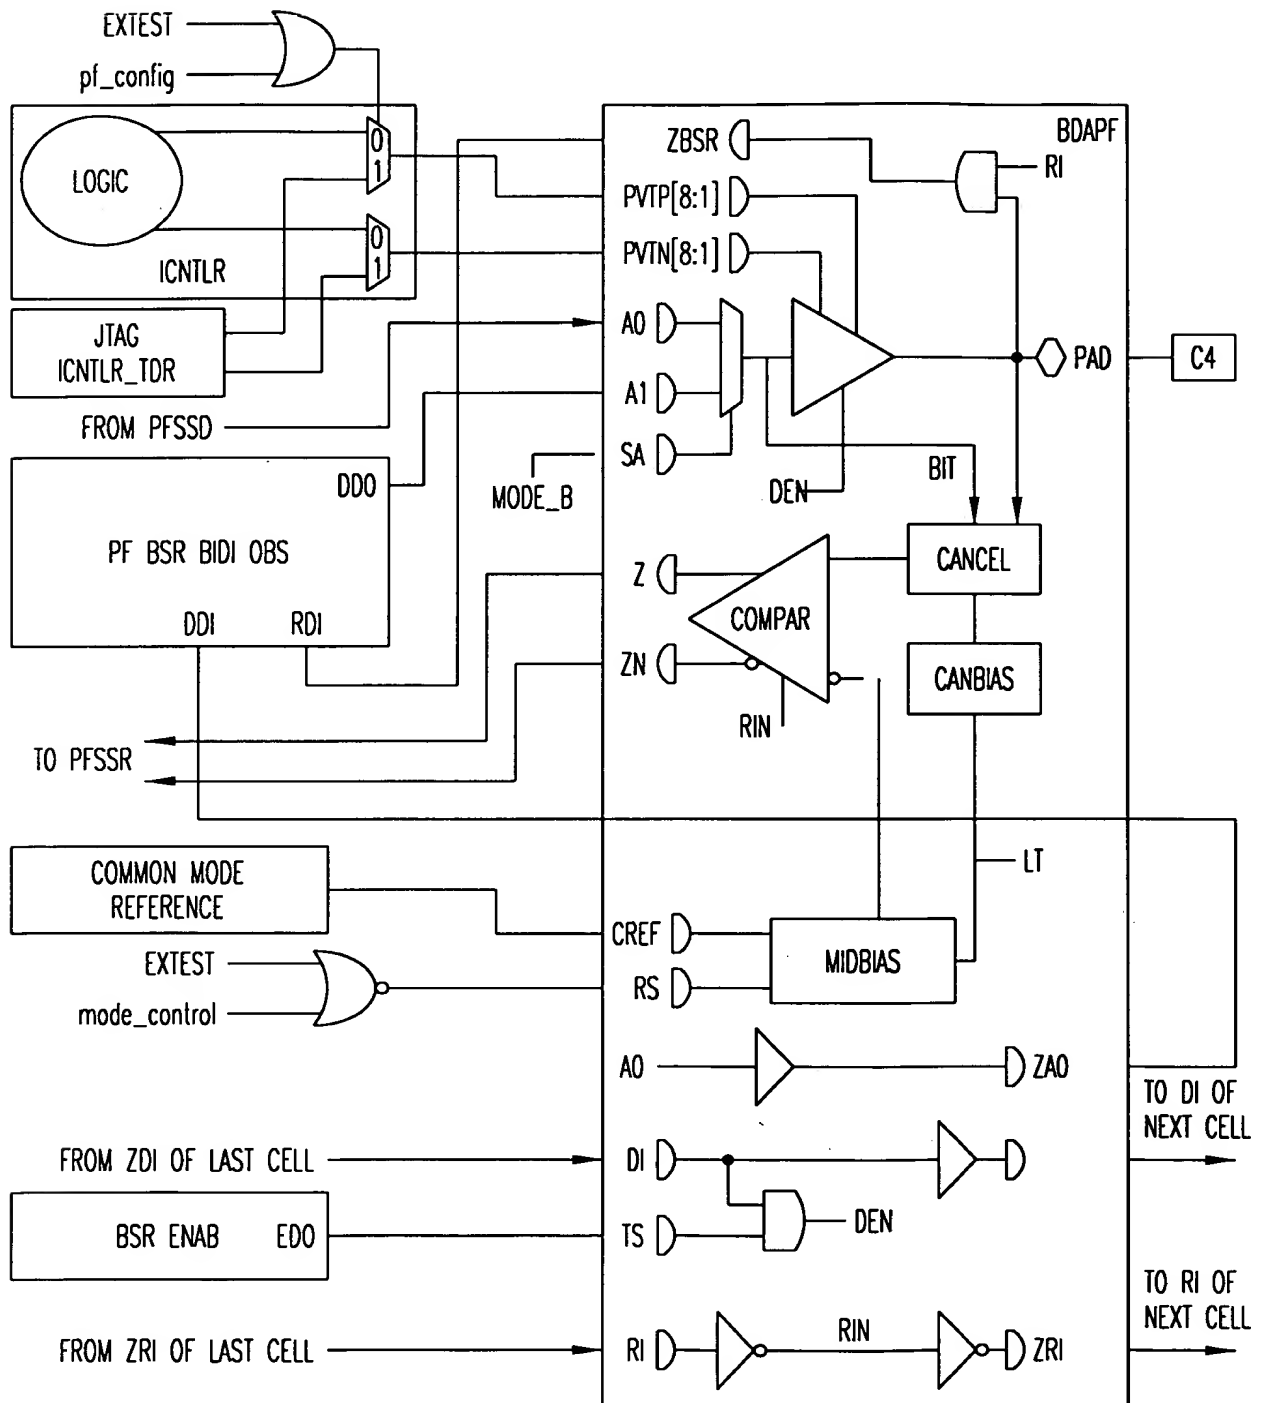 EXTEST
pf_config
BDAPF
ZBSR
RI
0
1
LOGIC
PVTP[8:1]
0
1
PVTN[8:1]
ICNTLR
JTAG
ICNTLR_TDR
A0
PAD
C4
A1
FROM PFSSD
SA
BIT
DDO
MODE_B
DEN
PF BSR BIDI OBS
Z
CANCEL
COMPAR
DDI
RDI
ZN
CANBIAS
RIN
TO PFSSR
COMMON MODE
REFERENCE
LT
CREF
EXTEST
MIDBIAS
RS
mode_control
A0
ZA0
TO DI OF
NEXT CELL
FROM ZDI OF LAST CELL
DI
BSR ENAB
EDO
TS
DEN
TO RI OF
NEXT CELL
FROM ZRI OF LAST CELL
RI
RIN
ZRI